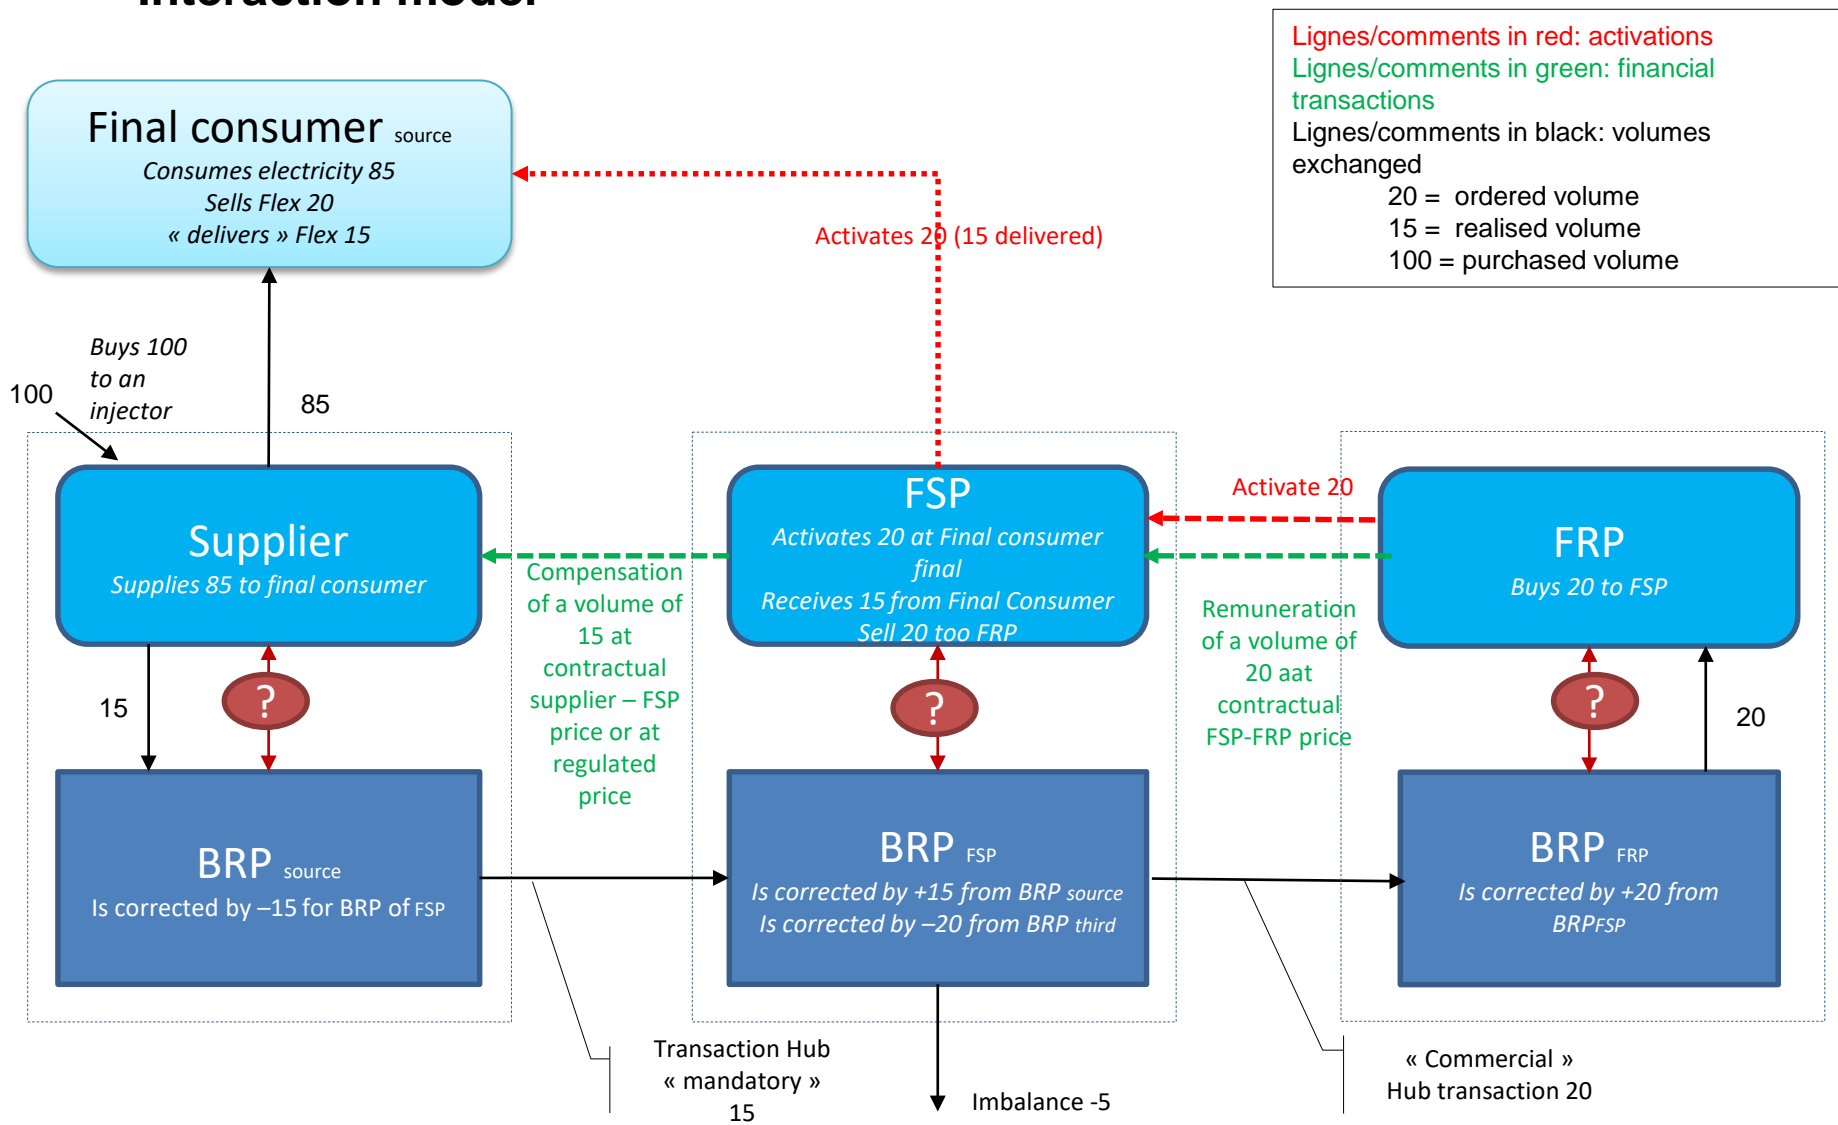 Interaction model
Lignes/comments in red: activations
Lignes/comments in green: financial
transactions
Lignes/comments in black: volumes
exchanged
20 = ordered volume
15 = realised volume
100 = purchased volume
Final consumer source
Consumes electricity 85
Sells Flex 20
« delivers » Flex 15
Activates 20 (15 delivered)
Buys 100
to an
injector
100
85
Supplier
Supplies 85 to final consumer
FSP
Activates 20 at Final consumer
final
Receives 15 from Final Consumer
Sell 20 too FRP
Activate 20
FRP
Buys 20 to FSP
Compensation
of a volume of
15 at
contractual
supplier – FSP
price or at
regulated
price
Remuneration
of a volume of
20 aat
contractual
FSP-FRP price
15
?
?
?
20
BRP source
Is corrected by –15 for BRP of FSP
BRP FSP
Is corrected by +15 from BRP source
Is corrected by –20 from BRP third
BRP FRP
Is corrected by +20 from
BRPFSP
Transaction Hub
« mandatory »
15
Imbalance -5
« Commercial »
Hub transaction 20